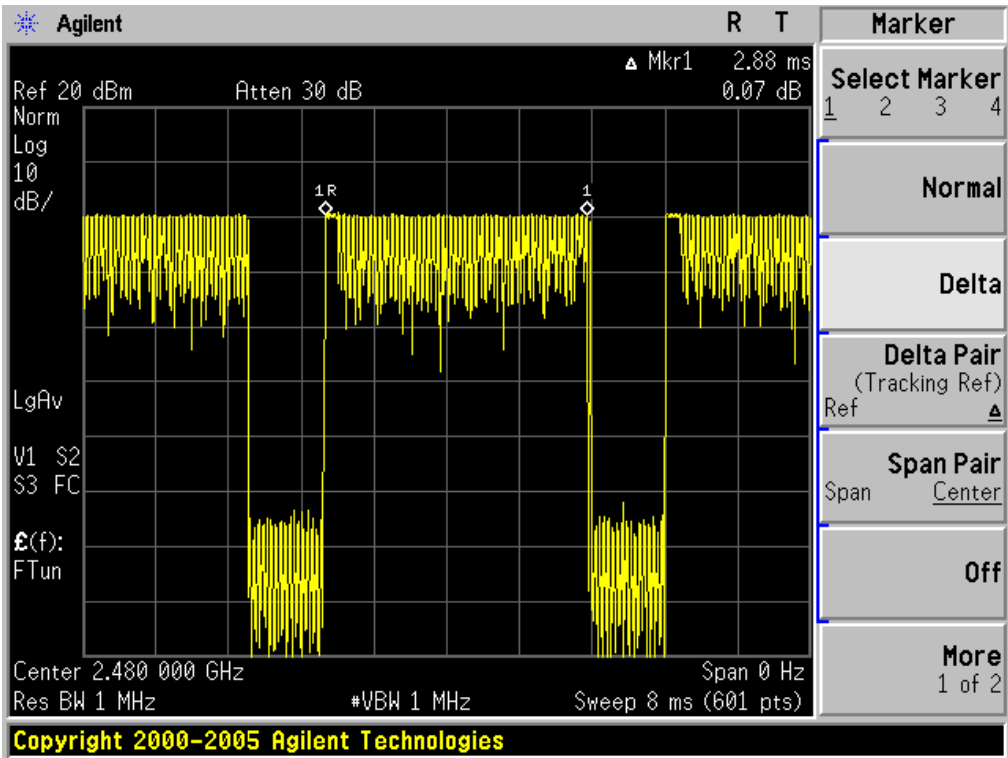 Agilent R T
Δ Mkr1 2.88 ms
Ref 20 dBm Atten 30 dB 0.07 dB
Norm
Log
10
dB/
1R
1
LgAv
V1 S2
S3 FC
£(f):
FTun
Center 2.480 000 GHz Span 0 Hz
Res BW 1 MHz #VBW 1 MHz Sweep 8 ms (601 pts)
Copyright 2000-2005 Agilent Technologies
Marker
Select Marker
1 2 3 4
Normal
Delta
Delta Pair
(Tracking Ref)
Ref Δ
Span Pair
Span Center
Off
More
1 of 2